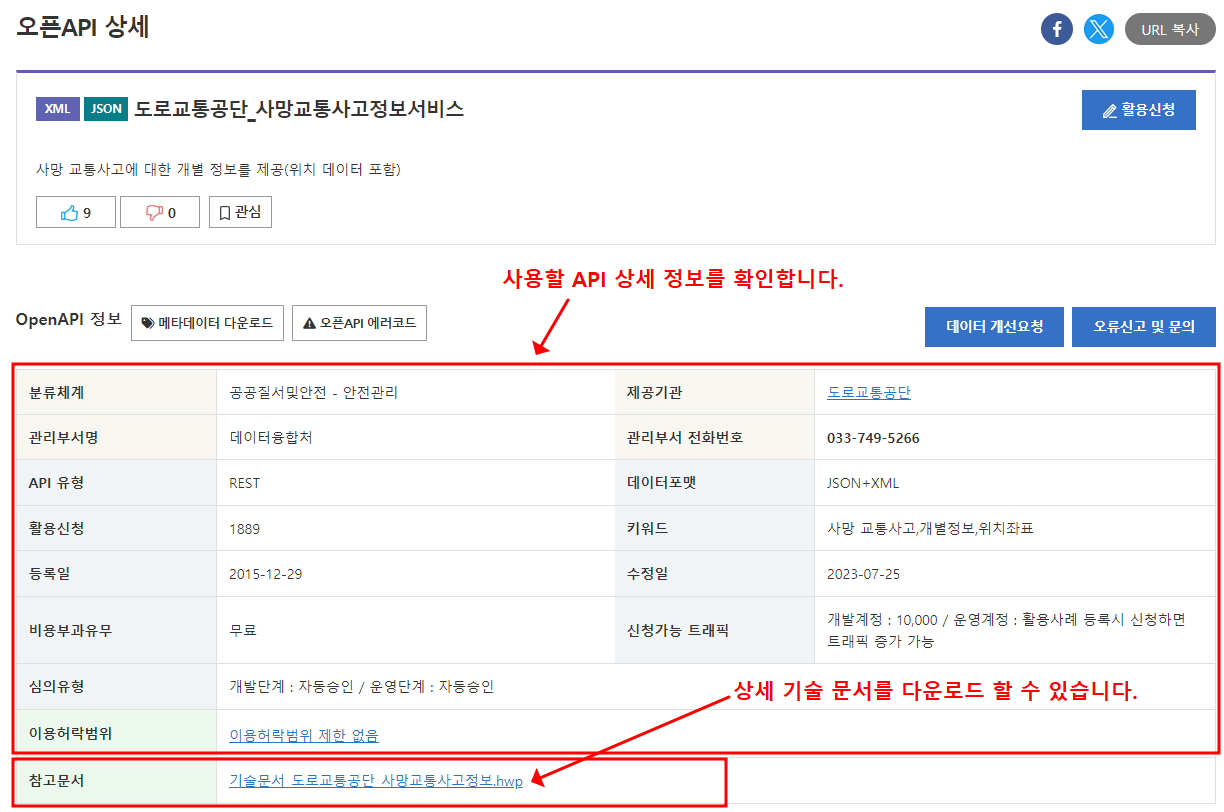 오픈API 상세
URL 복사
XML JSON 도로교통공단_사망교통사고정보서비스
활용신청
사망 교통사고에 대한 개별 정보를 제공(위치 데이터 포함)
9 0 관심
사용할 API 상세 정보를 확인합니다.
OpenAPI 정보 메타데이터 다운로드 오픈API 에러코드
데이터 개선요청 오류신고 및 문의
분류체계 공공질서및안전 - 안전관리 제공기관 도로교통공단
관리부서명 데이터융합처 관리부서 전화번호 033-749-5266
API 유형 REST 데이터포맷 JSON+XML
활용신청 1889 키워드 사망 교통사고,개별정보,위치좌표
등록일 2015-12-29 수정일 2023-07-25
비용부과유무 무료 신청가능 트래픽 개발계정 : 10,000 / 운영계정 : 활용사례 등록시 신청하면
트래픽 증가 가능
심의유형 개발단계 : 자동승인 / 운영단계 : 자동승인
상세 기술 문서를 다운로드 할 수 있습니다.
이용허락범위 이용허락범위 제한 없음
참고문서 기술문서_도로교통공단_사망교통사고정보.hwp